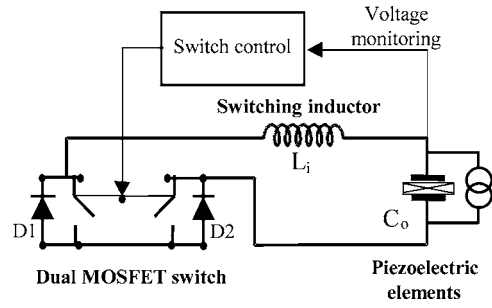 Voltage
monitoring
Switch control
Switching inductor
Li
D1
D2
Co
Dual MOSFET switch
Piezoelectric
elements